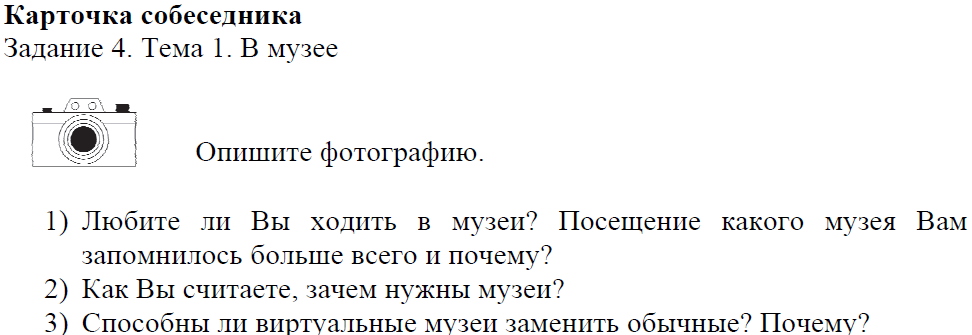 Карточка собеседника
Задание 4. Тема 1. В музее
Опишите фотографию.
1) Любите ли Вы ходить в музеи? Посещение какого музея Вам
запомнилось больше всего и почему?
2) Как Вы считаете, зачем нужны музеи?
3) Способны ли виртуальные музеи заменить обычные? Почему?